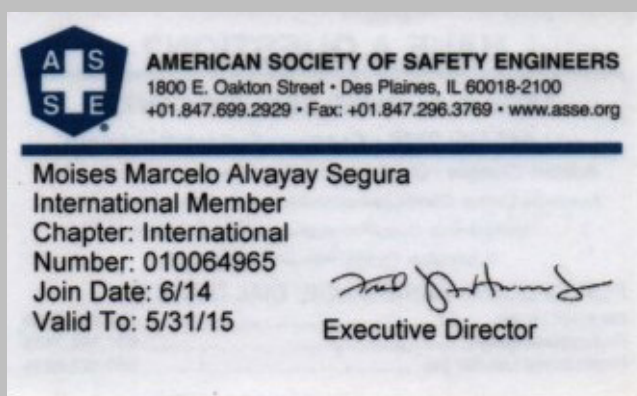 A S
S E
AMERICAN SOCIETY OF SAFETY ENGINEERS
1800 E. Oakton Street • Des Plaines, IL 60018-2100
+01.847.699.2929 • Fax: +01.847.296.3769 • www.asse.org
Moises Marcelo Alvayay Segura
International Member
Chapter: International
Number: 010064965
Join Date: 6/14
Valid To: 5/31/15
Executive Director